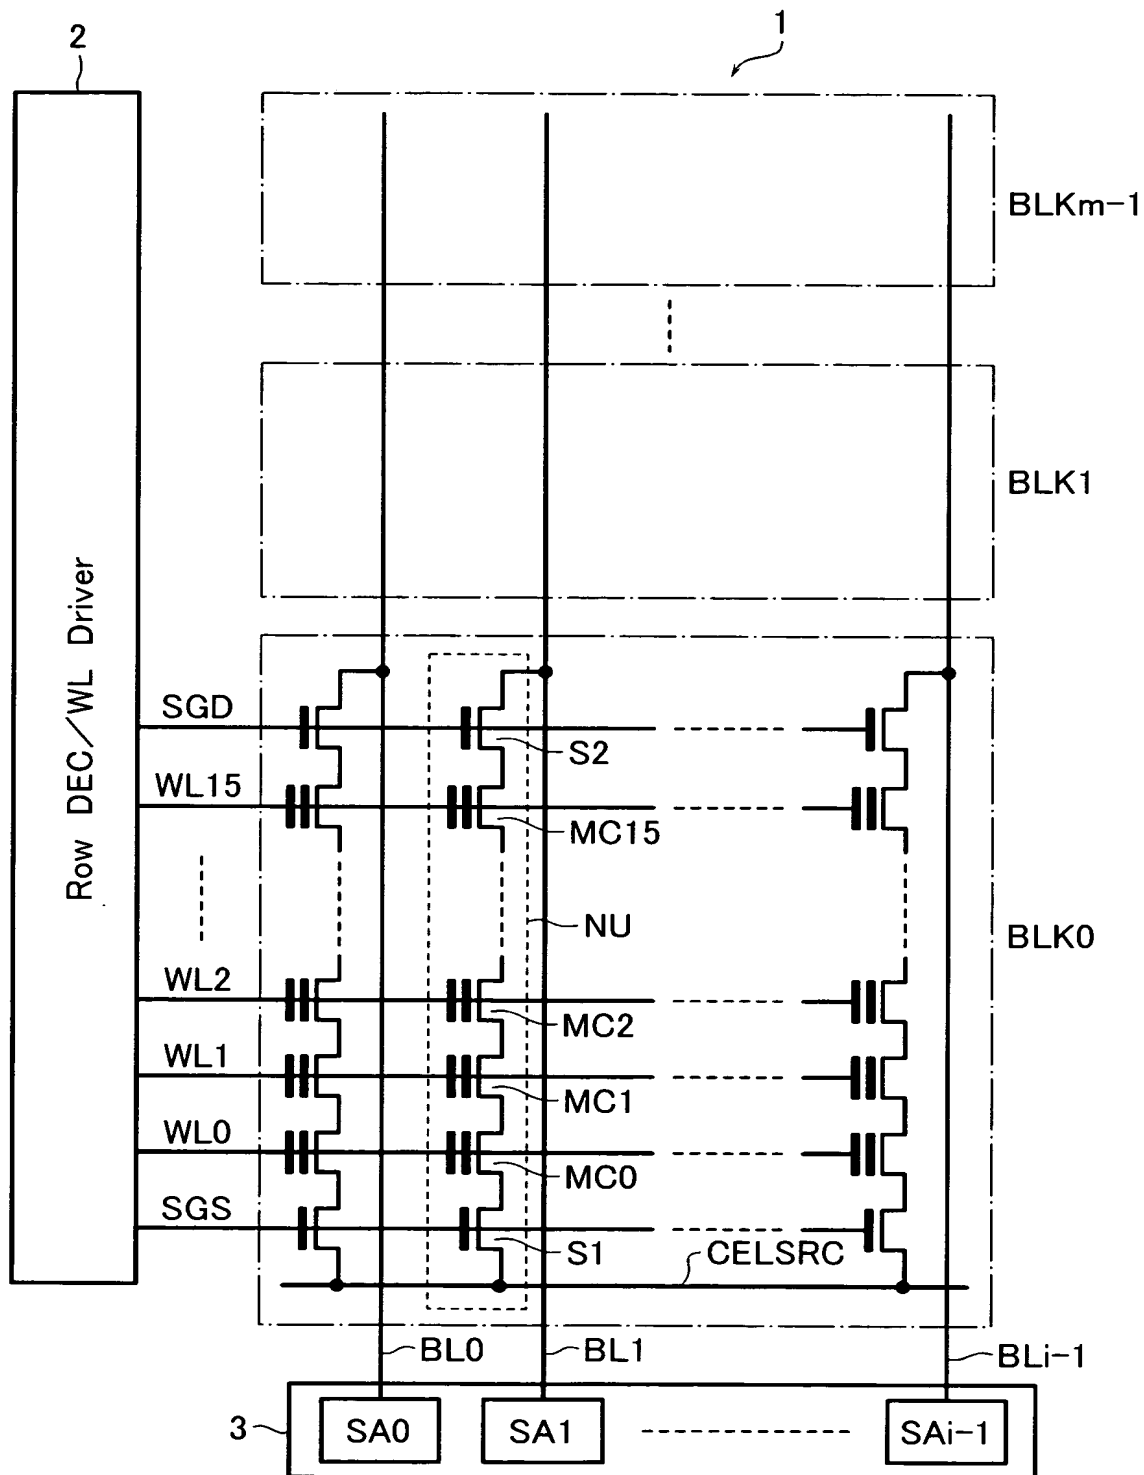 1
2
BLKm-1
BLK1
Row DEC/WL Driver
SGD
S2
WL15
MC15
NU
BLK0
WL2
MC2
WL1
MC1
WL0
MC0
SGS
S1
CELSRC
BL0
BL1
BLi-1
3
SA0
SA1
SAi-1